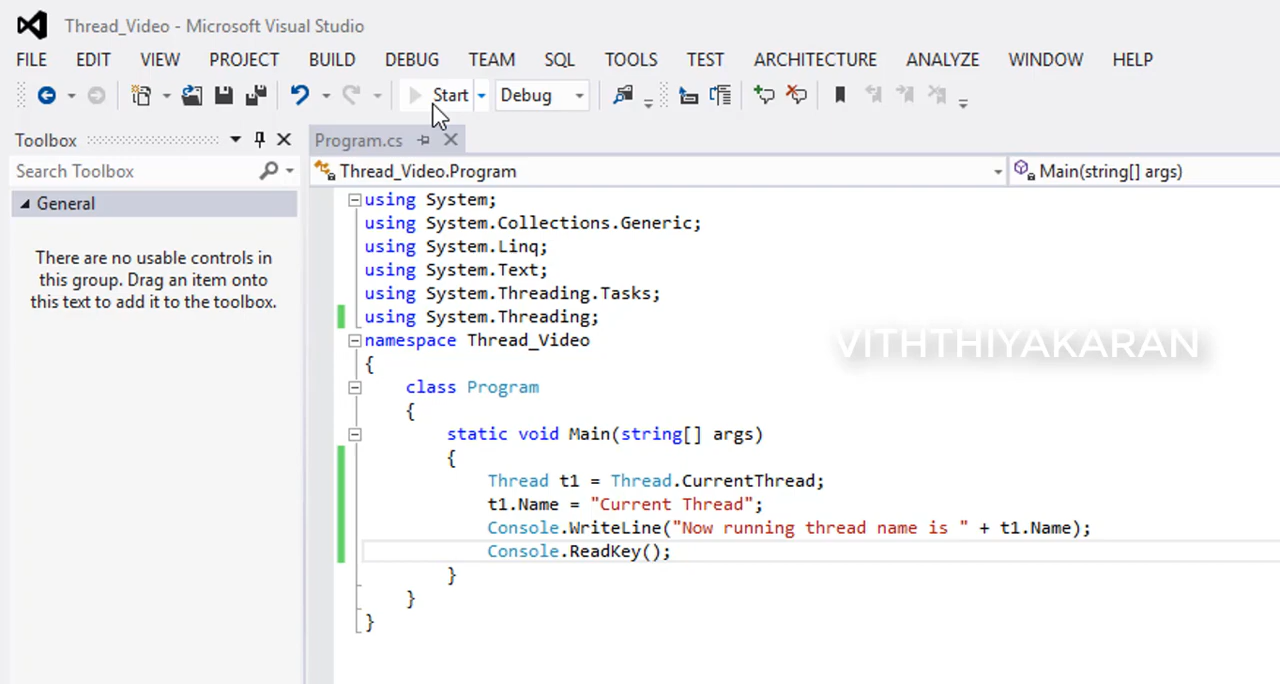 Thread_Video - Microsoft Visual Studio
FILE EDIT VIEW PROJECT BUILD DEBUG TEAM SQL TOOLS TEST ARCHITECTURE ANALYZE WINDOW HELP
Start Debug
Toolbox
Search Toolbox
General
There are no usable controls in
this group. Drag an item onto
this text to add it to the toolbox.
Program.cs
Thread_Video.Program Main(string[] args)
using System;
using System.Collections.Generic;
using System.Linq;
using System.Text;
using System.Threading.Tasks;
using System.Threading;
namespace Thread_Video
{
class Program
{
static void Main(string[] args)
{
Thread t1 = Thread.CurrentThread;
t1.Name = "Current Thread";
Console.WriteLine("Now running thread name is " + t1.Name);
Console.ReadKey();
}
}
}
VITHTHIYAKARAN